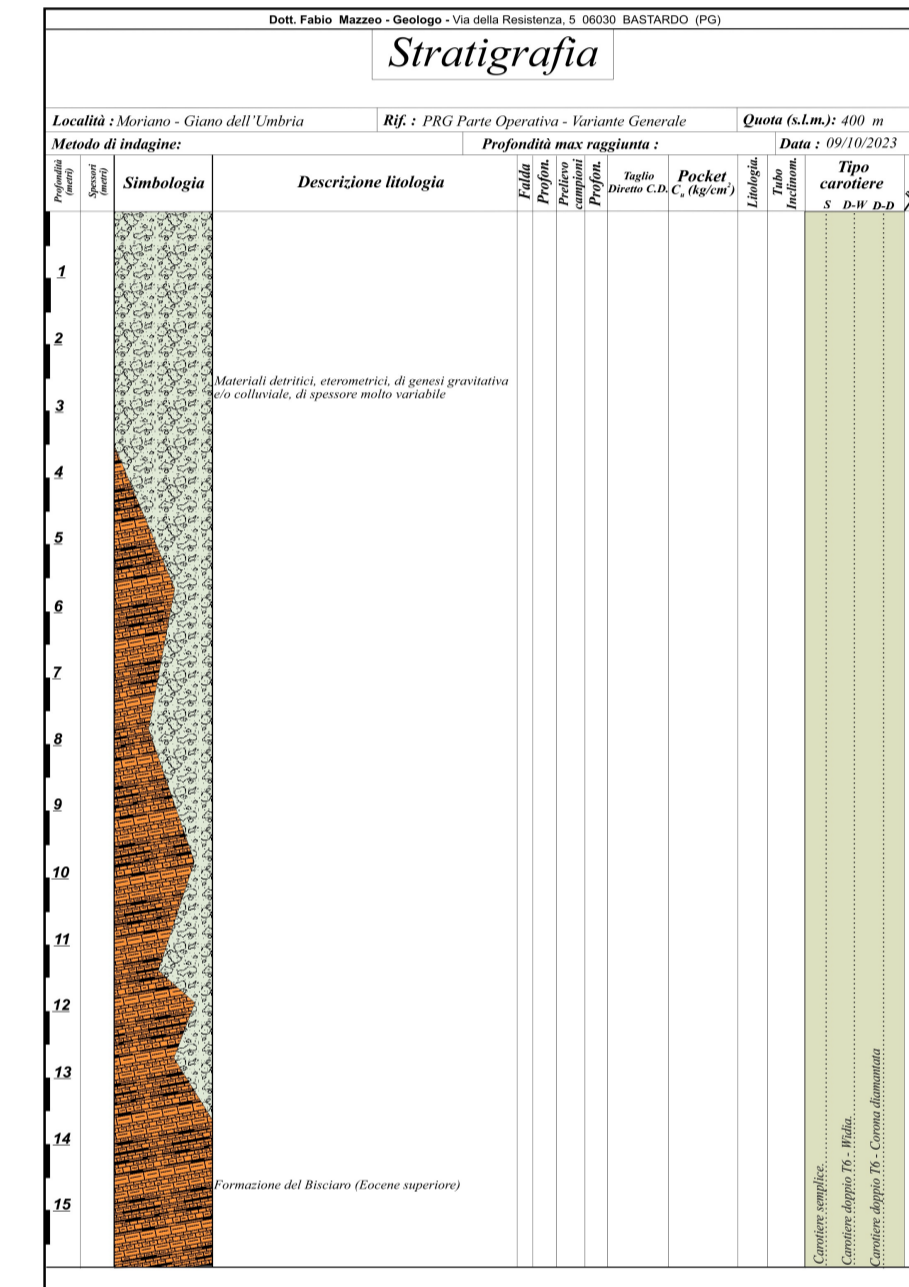 Dott. Fabio Mazzeo - Geologo - Via della Resistenza, 5 06030 BASTARDO (PG)
Stratigrafia
Località : Moriano - Giano dell'Umbria
Rif. : PRG Parte Operativa - Variante Generale
Quota (s.l.m.): 400 m
Metodo di indagine:
Profondità max raggiunta :
Data : 09/10/2023
Profondità
(metri)
Spessori
(metri)
Simbologia
Descrizione litologia
Falda
Profon.
Prelievo
campioni
Profon.
Taglio
Diretto C.D.
Pocket
Cu (kg/cm²)
Litologia.
Tubo
Inclinom.
Tipo
carotiere
S D-W D-D
1
2
Materiali detritici, eterometrici, di genesi gravitativa
e/o colluviale, di spessore molto variabile
3
4
5
6
7
8
9
10
11
12
13
14
Formazione del Bisciaro (Eocene superiore)
15
Carotiere semplice.
Carotiere doppio T6 - Widia.
Carotiere doppio T6 - Corona diamantata